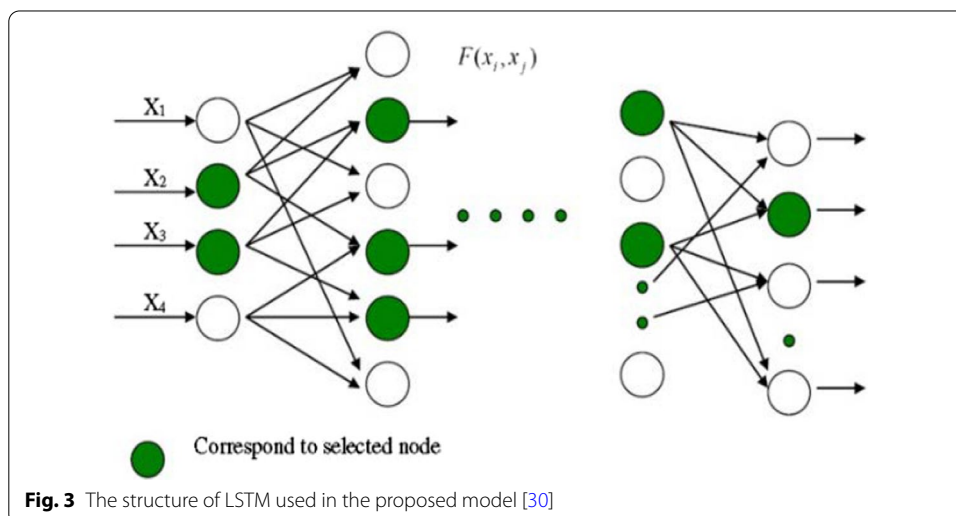 F(xi,xj)
X1
X2
X3
X4
Correspond to selected node
Fig. 3 The structure of LSTM used in the proposed model [30]